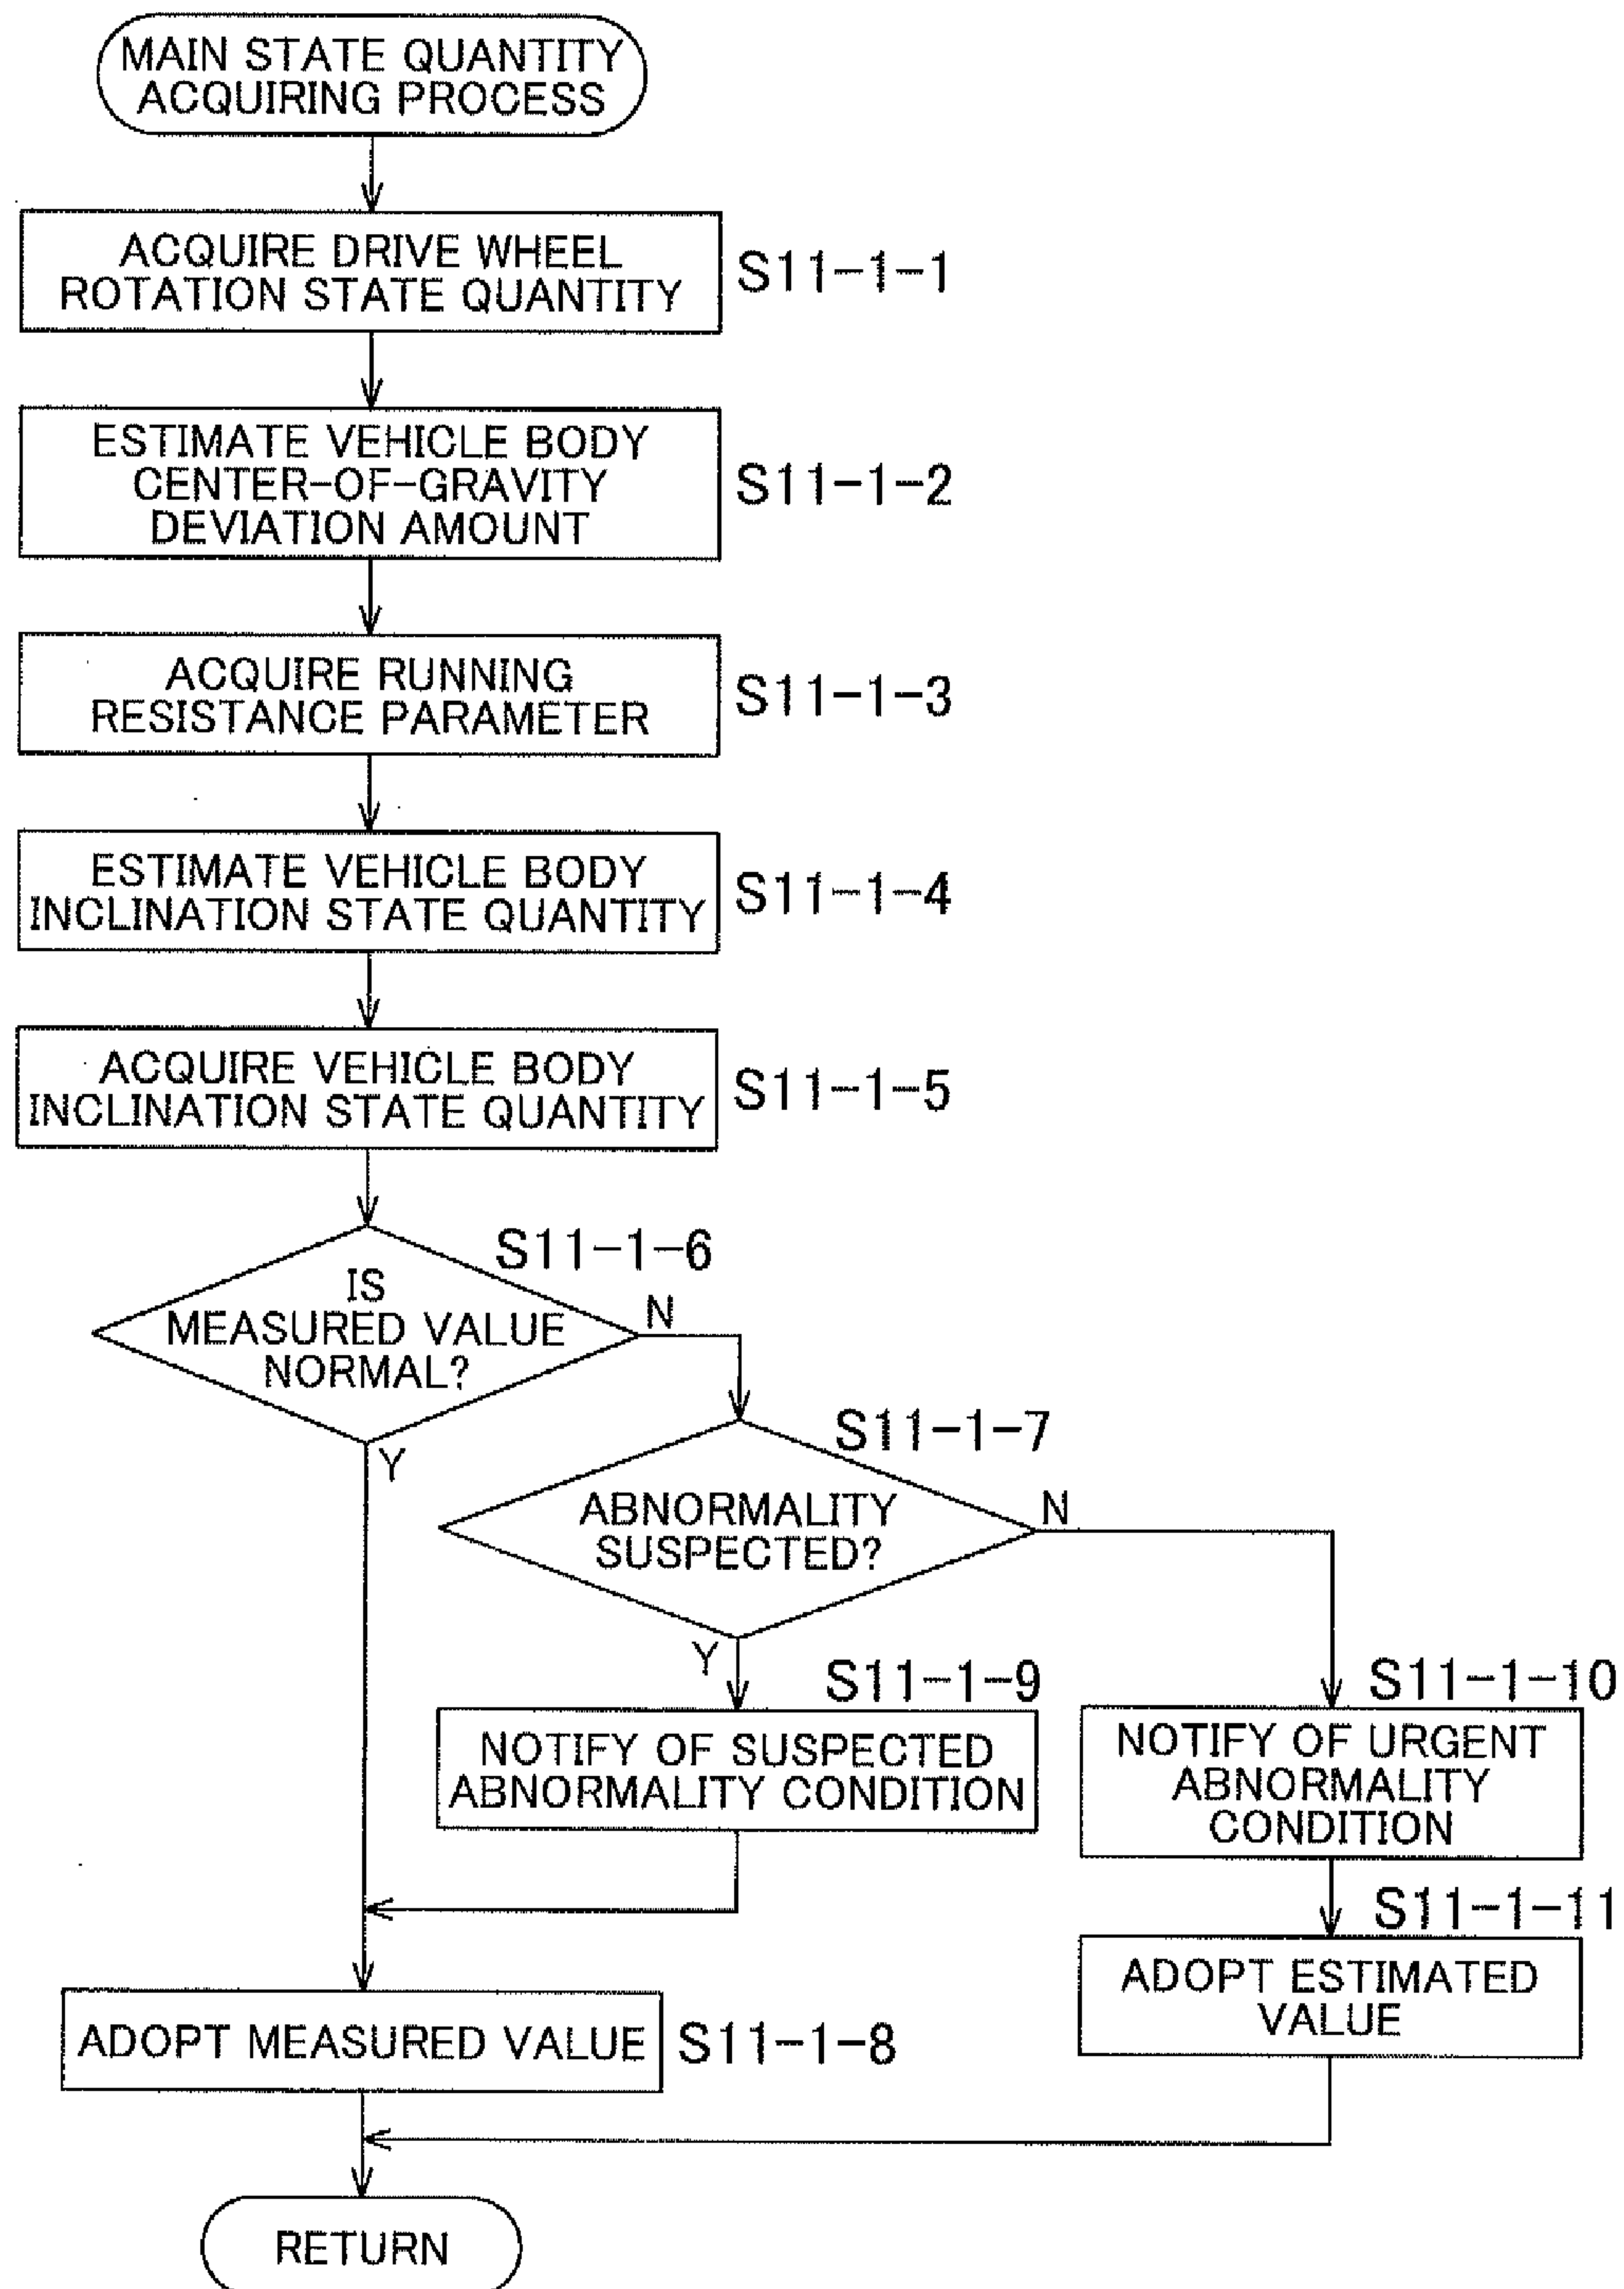 MAIN STATE QUANTITY
ACQUIRING PROCESS
ACQUIRE DRIVE WHEEL
ROTATION STATE QUANTITY
S11-1-1
ESTIMATE VEHICLE BODY
CENTER-OF-GRAVITY
DEVIATION AMOUNT
S11-1-2
ACQUIRE RUNNING
RESISTANCE PARAMETER
S11-1-3
ESTIMATE VEHICLE BODY
INCLINATION STATE QUANTITY
S11-1-4
ACQUIRE VEHICLE BODY
INCLINATION STATE QUANTITY
S11-1-5
S11-1-6
IS
MEASURED VALUE
NORMAL?
N
Y
S11-1-7
ABNORMALITY
SUSPECTED?
N
Y
S11-1-9
NOTIFY OF SUSPECTED
ABNORMALITY CONDITION
S11-1-10
NOTIFY OF URGENT
ABNORMALITY
CONDITION
S11-1-11
ADOPT ESTIMATED
VALUE
ADOPT MEASURED VALUE
S11-1-8
RETURN